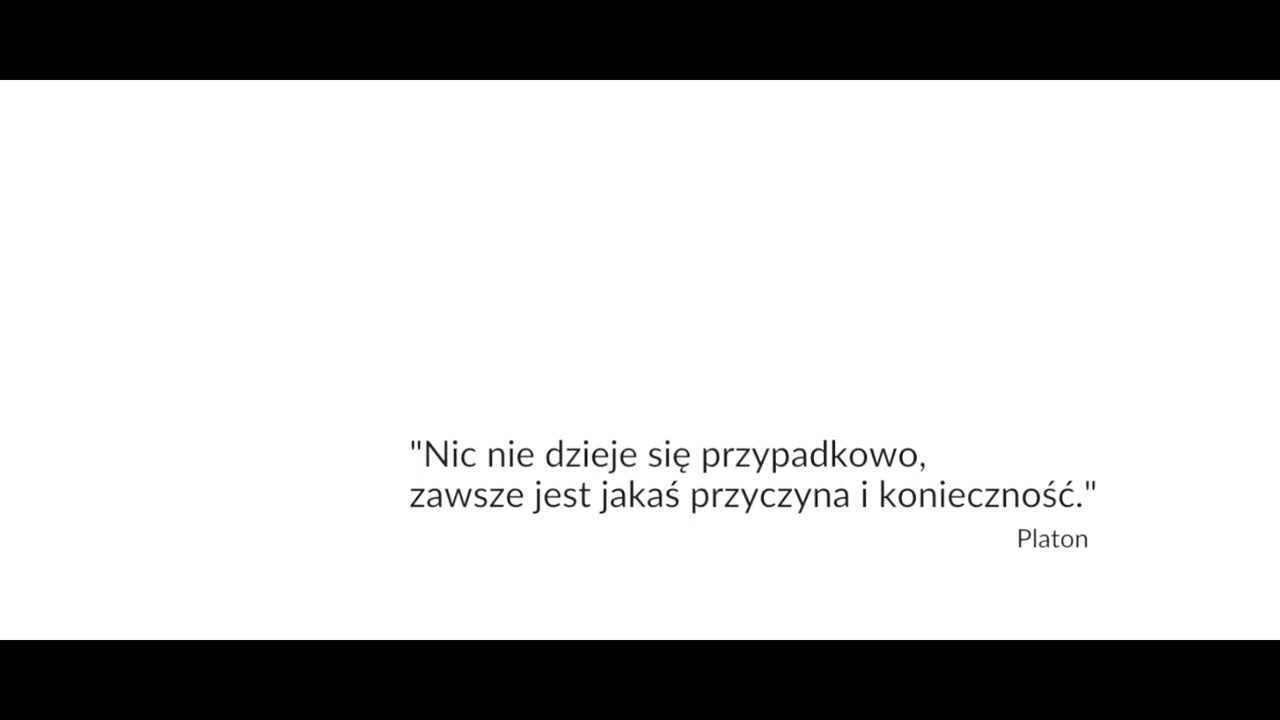 "Nic nie dzieje się przypadkowo,
zawsze jest jakaś przyczyna i konieczność."
Platon